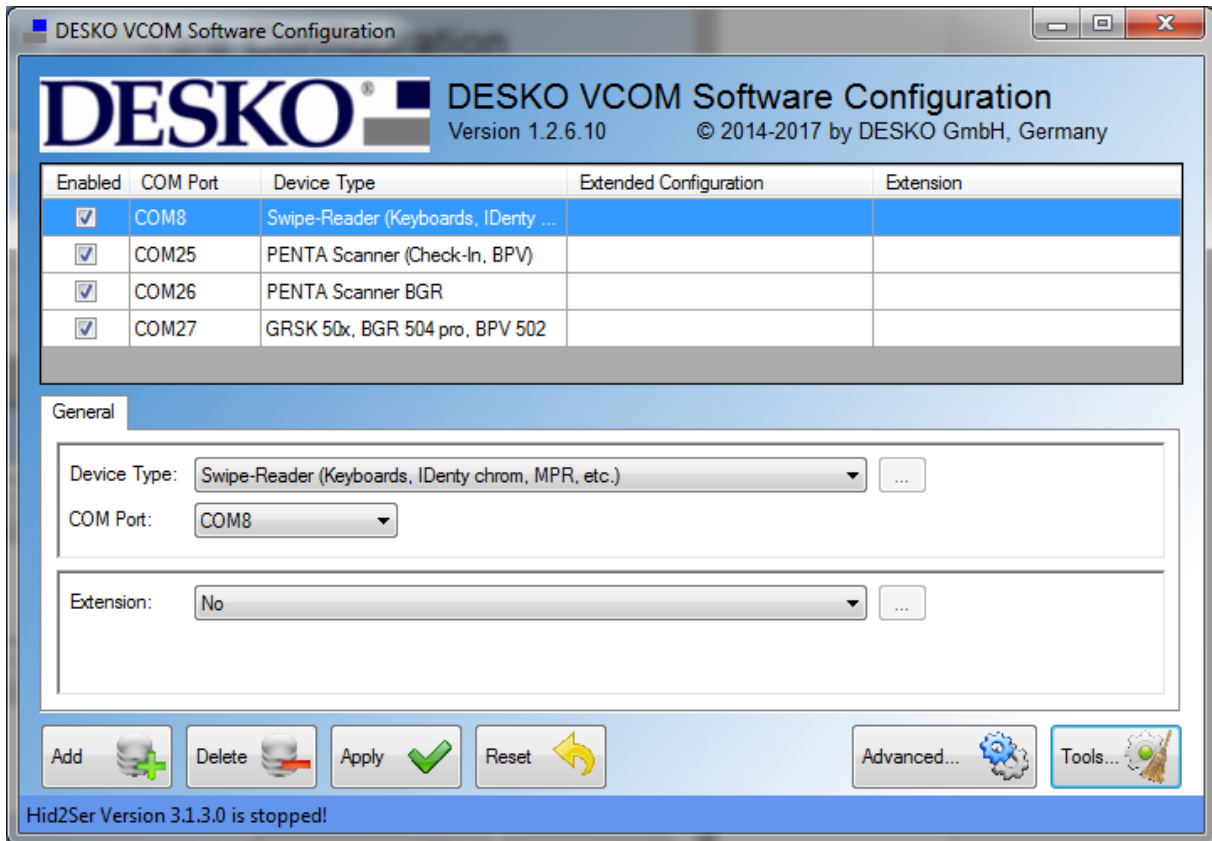 DESKO VCOM Software Configuration
DESKO® DESKO VCOM Software Configuration
Version 1.2.6.10 © 2014-2017 by DESKO GmbH, Germany
Enabled COM Port Device Type Extended Configuration Extension
COM8 Swipe-Reader (Keyboards, IDenty ...
COM25 PENTA Scanner (Check-In, BPV)
COM26 PENTA Scanner BGR
COM27 GRSK 50x, BGR 504 pro, BPV 502
General
Device Type: Swipe-Reader (Keyboards, IDenty chrom, MPR, etc.) ...
COM Port: COM8
Extension: No ...
Add Delete Apply Reset Advanced... Tools...
Hid2Ser Version 3.1.3.0 is stopped!